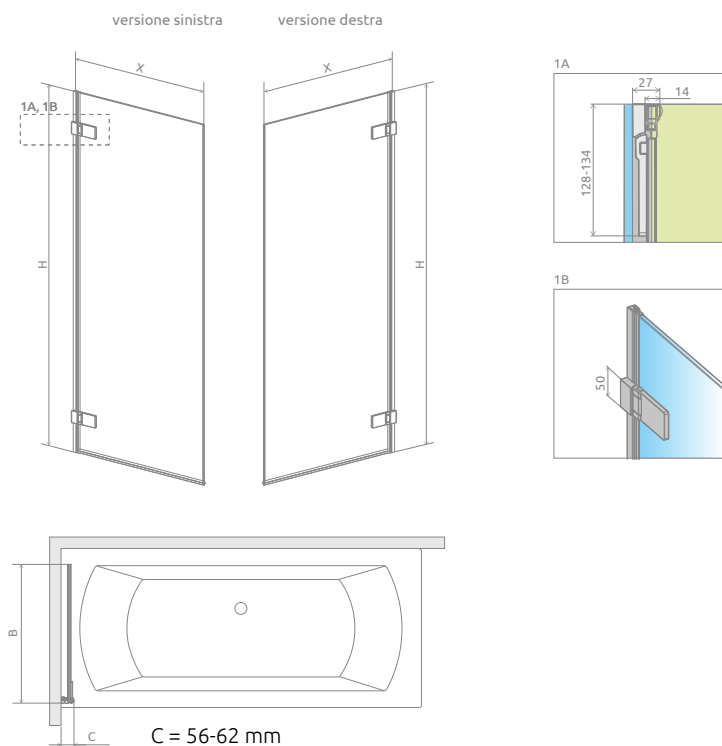 versione sinistra
versione destra
X
X
1A, 1B
H
H
1A
27
14
128-134
1B
50
B
C
C = 56-62 mm